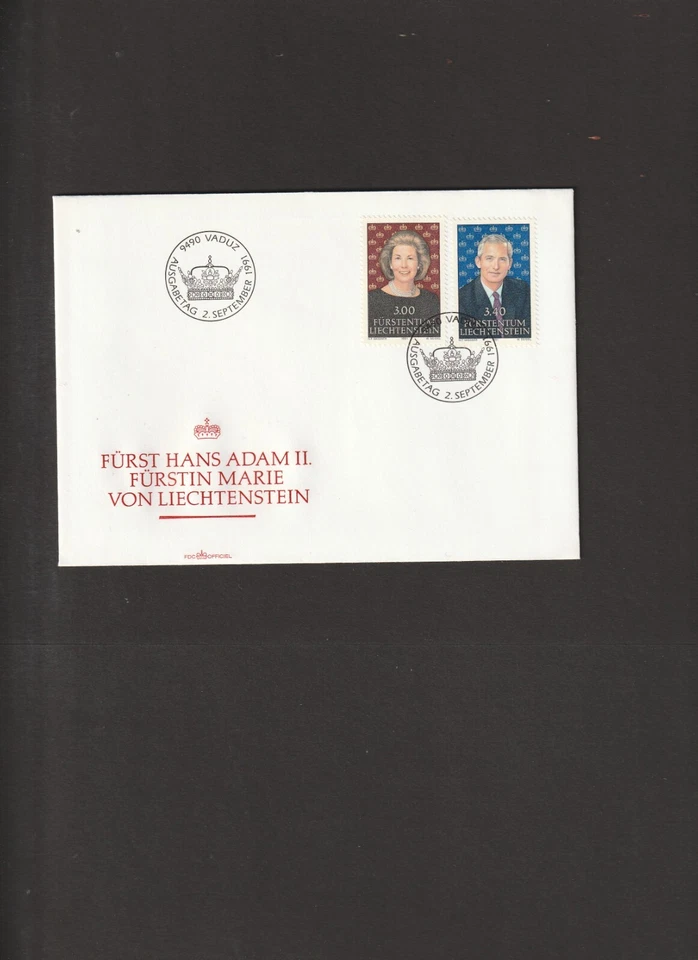 9490 VADUZ 1991
AUSGABETAG 2. SEPTEMBER
3.00
FÜRSTENTUM
LIECHTENSTEIN
3.40
FÜRSTENTUM
LIECHTENSTEIN
VADUZ 1991
AUSGABETAG 2. SEPTEMBER
FÜRST HANS ADAM II.
FÜRSTIN MARIE
VON LIECHTENSTEIN
FDC OFFICIEL